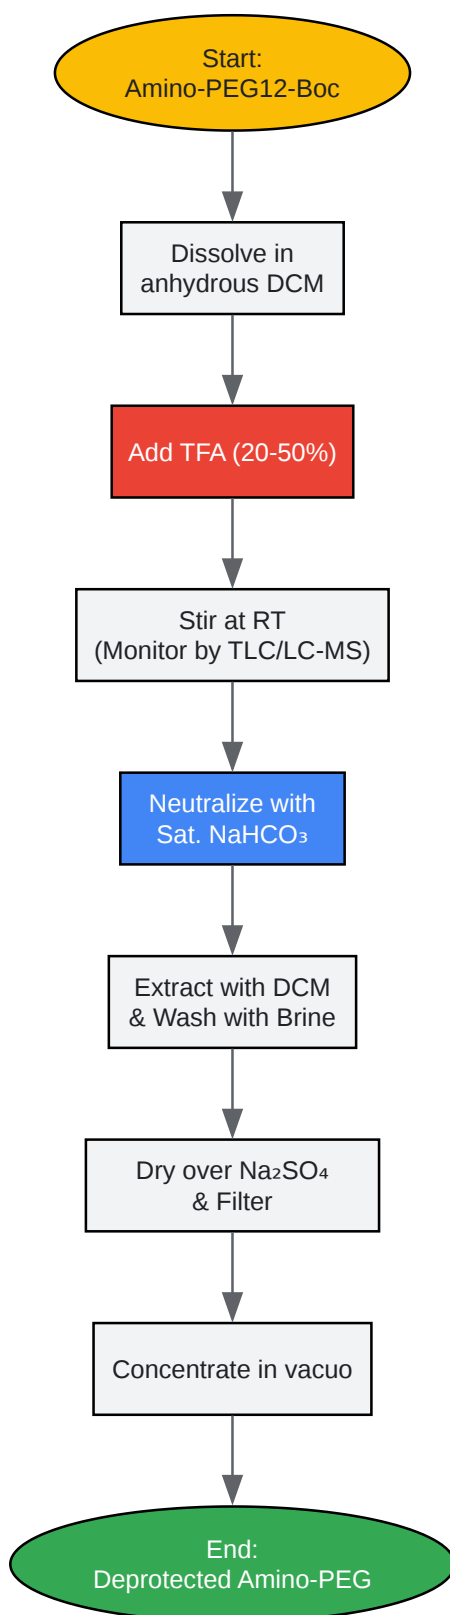 Start:
Amino-PEG12-Boc
Dissolve in
anhydrous DCM
Add TFA (20-50%)
Stir at RT
(Monitor by TLC/LC-MS)
Neutralize with
Sat. NaHCO₃
Extract with DCM
& Wash with Brine
Dry over Na₂SO₄
& Filter
Concentrate in vacuo
End:
Deprotected Amino-PEG